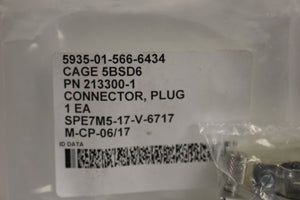 5935-01-566-6434
CAGE 5BSD6
PN 213300-1
CONNECTOR, PLUG
1 EA
SPE7M5-17-V-6717
M-CP-06/17
ID DATA